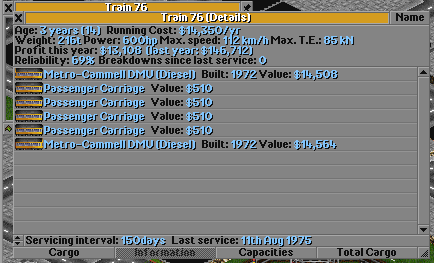 Train 76
Train 76 (Details)
Name
Age: 3 years (14) Running Cost: $14,350/yr
Weight: 216t Power: 600hp Max. speed: 112 km/h Max. T.E.: 85 kN
Profit this year: $13,108 (last year: $146,712)
Reliability: 69% Breakdowns since last service: 0
Metro-Cammell DMU (Diesel) Built: 1972 Value: $14,508
Passenger Carriage Value: $510
Passenger Carriage Value: $510
Passenger Carriage Value: $510
Passenger Carriage Value: $510
Metro-Cammell DMU (Diesel) Built: 1972 Value: $14,564
Servicing interval: 150days Last service: 11th Aug 1975
Cargo Information Capacities Total Cargo